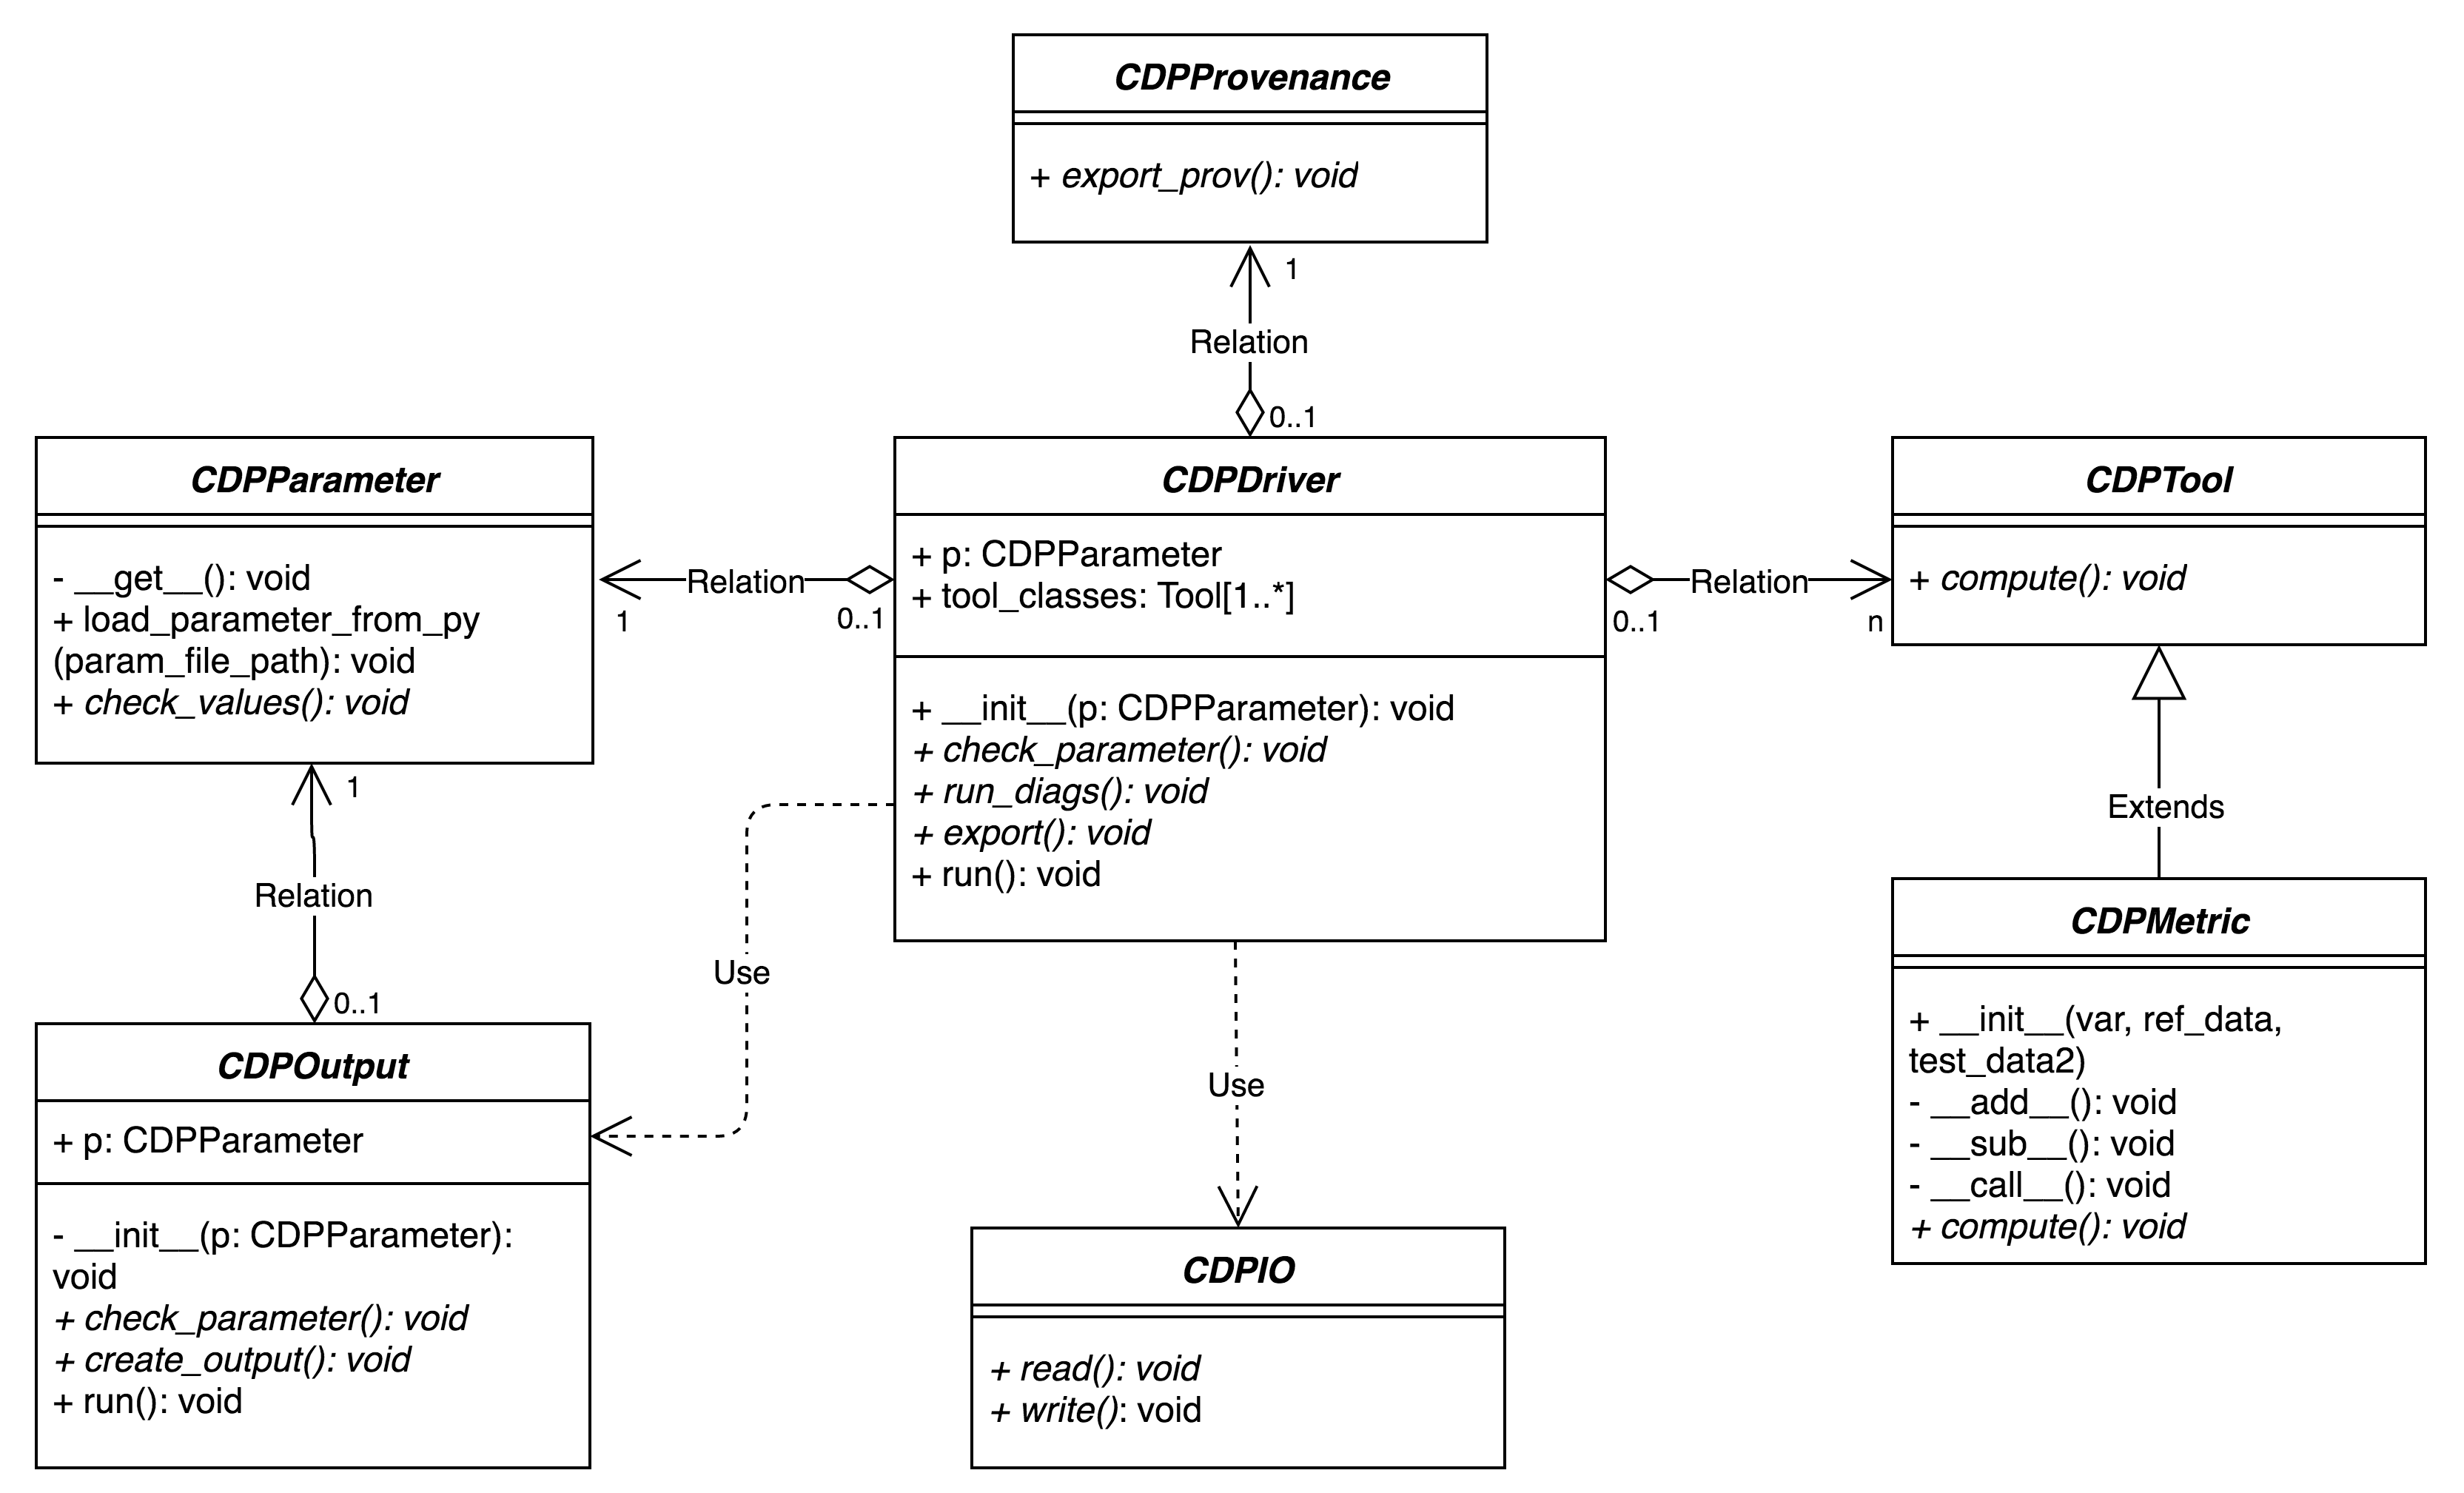 CDPProvenance
+ export_prov(): void
1
Relation
0..1
CDPParameter
- __get__(): void
+ load_parameter_from_py
(param_file_path): void
+ check_values(): void
1
Relation
0..1
CDPDriver
+ p: CDPParameter
+ tool_classes: Tool[1..*]
+ __init__(p: CDPParameter): void
+ check_parameter(): void
+ run_diags(): void
+ export(): void
+ run(): void
0..1
Relation
n
CDPTool
+ compute(): void
Extends
CDPMetric
+ __init__(var, ref_data,
test_data2)
- __add__(): void
- __sub__(): void
- __call__(): void
+ compute(): void
1
Relation
0..1
CDPOutput
+ p: CDPParameter
- __init__(p: CDPParameter):
void
+ check_parameter(): void
+ create_output(): void
+ run(): void
Use
Use
CDPIO
+ read(): void
+ write(): void